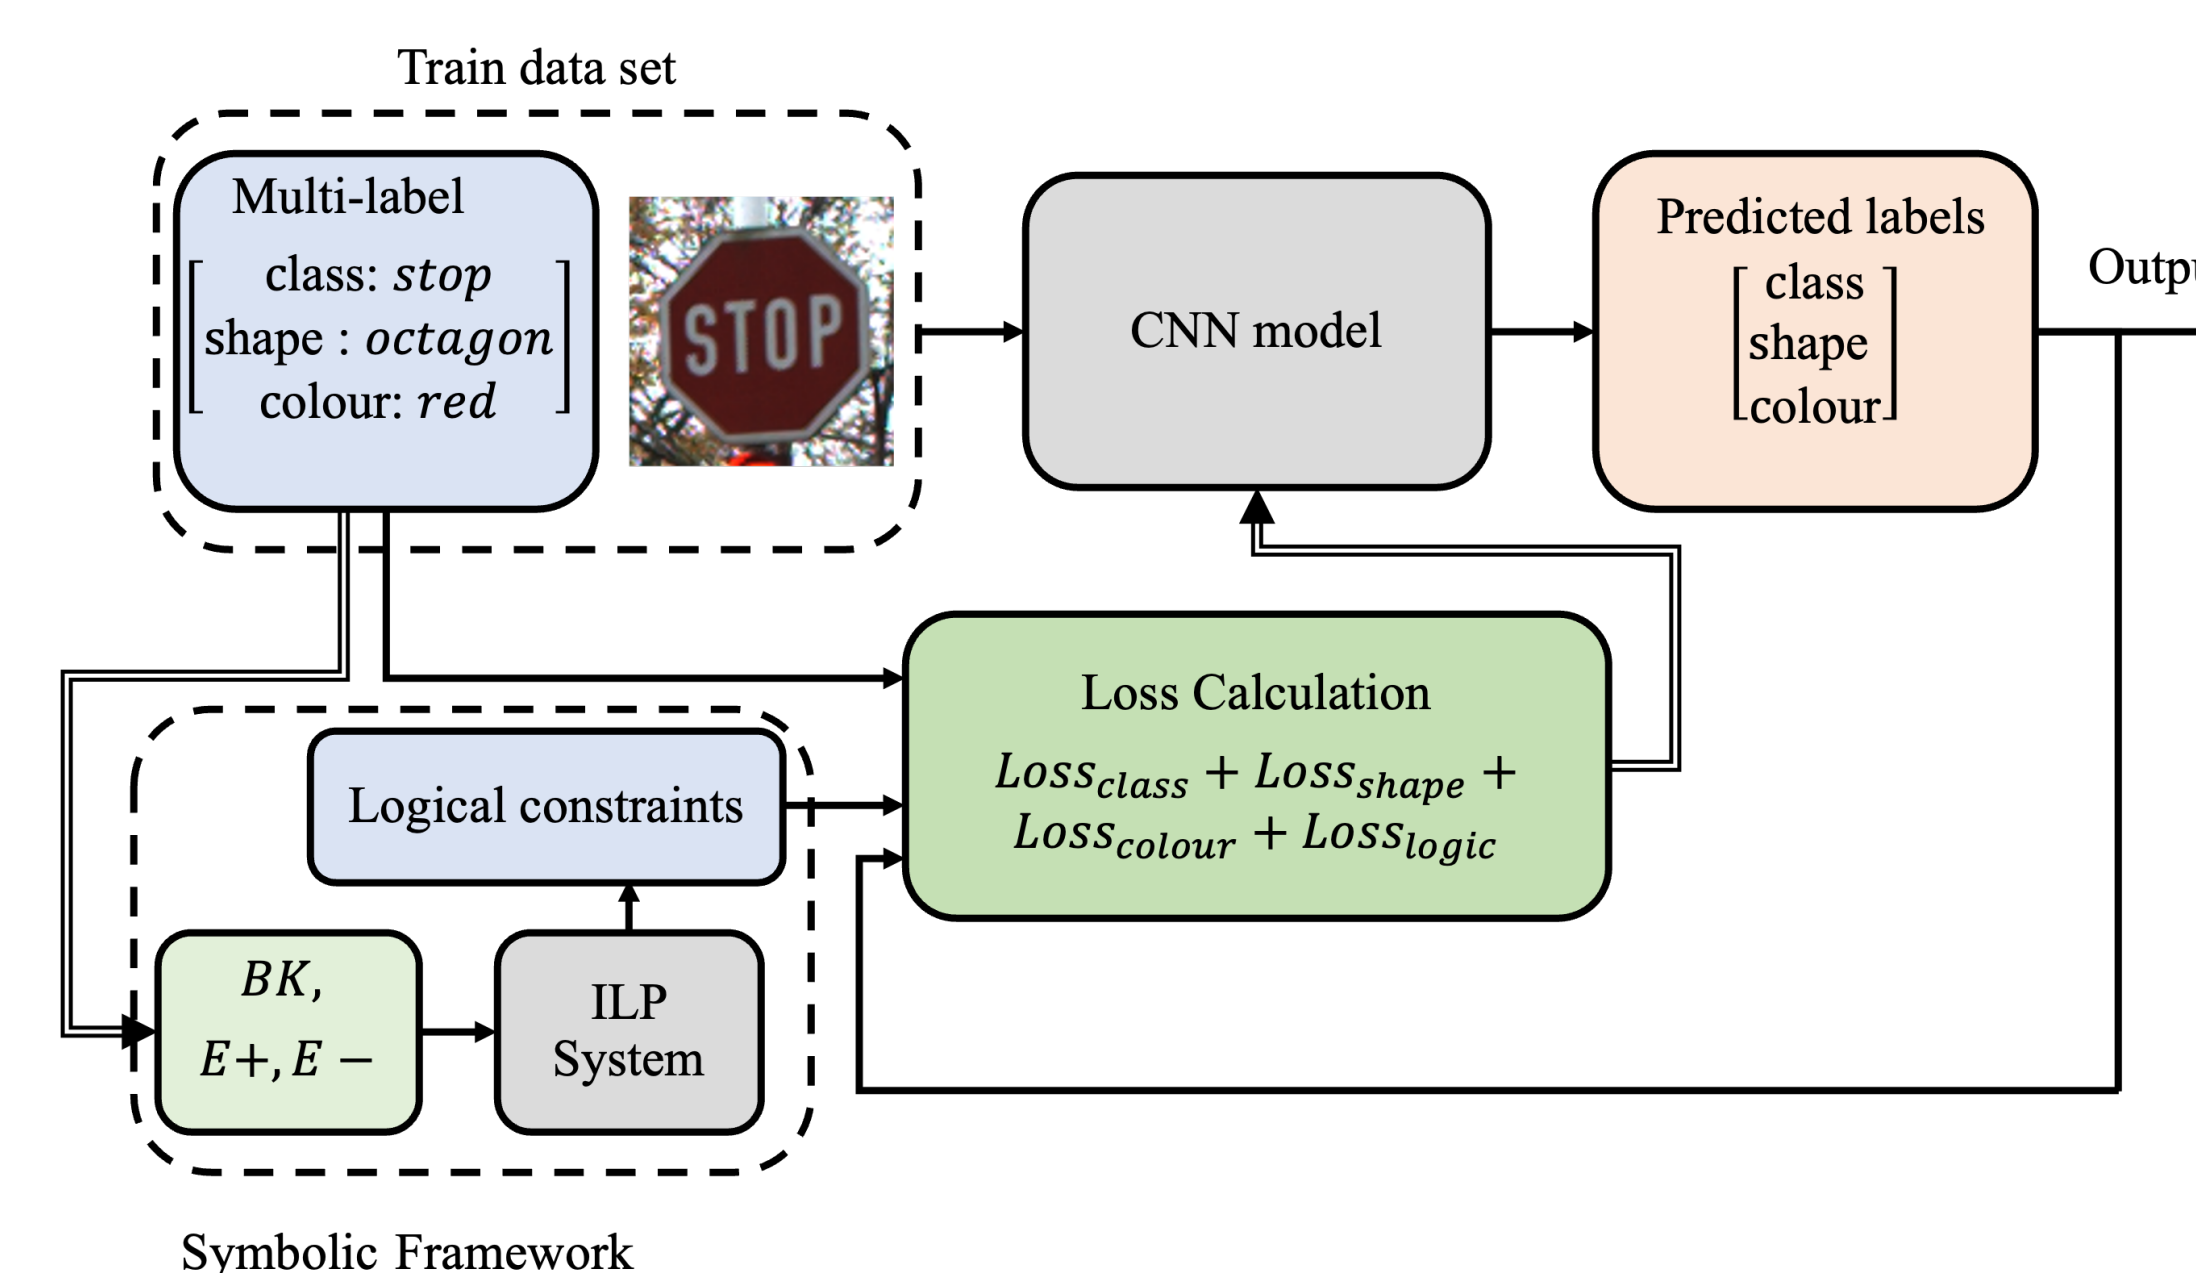 Train data set
Multi-label
class: stop
shape : octagon
colour: red
STOP
CNN model
Predicted labels
class
shape
colour
Outpu
Loss Calculation
Loss_class + Loss_shape +
Loss_colour + Loss_logic
Logical constraints
BK,
E+, E −
ILP
System
Symbolic Framework